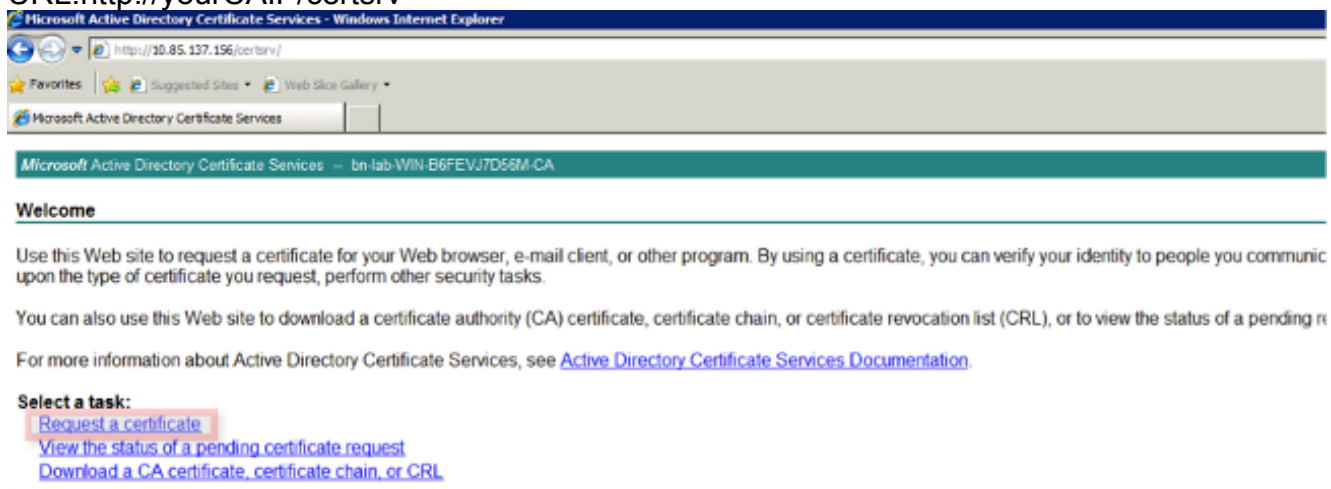 URL:http://yourCAIP/certsrv
Microsoft Active Directory Certificate Services - Windows Internet Explorer
http://10.85.137.156/certsrv/
Favorites Suggested Sites Web Slice Gallery
Microsoft Active Directory Certificate Services
Microsoft Active Directory Certificate Services -- bn-lab-WIN-B6FEVJ7D56M-CA
Welcome
Use this Web site to request a certificate for your Web browser, e-mail client, or other program. By using a certificate, you can verify your identity to people you communic
upon the type of certificate you request, perform other security tasks.
You can also use this Web site to download a certificate authority (CA) certificate, certificate chain, or certificate revocation list (CRL), or to view the status of a pending re
For more information about Active Directory Certificate Services, see Active Directory Certificate Services Documentation.
Select a task:
Request a certificate
View the status of a pending certificate request
Download a CA certificate, certificate chain, or CRL